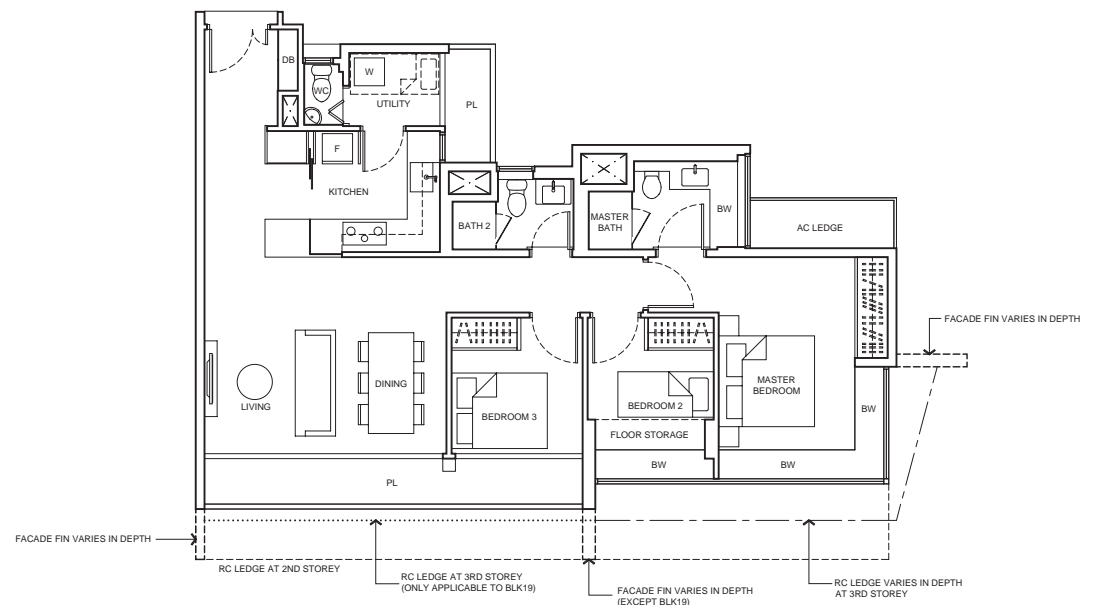 DB
WC
W
UTILITY
PL
F
KITCHEN
BATH 2
MASTER
BATH
BW
AC LEDGE
FACADE FIN VARIES IN DEPTH
LIVING
DINING
BEDROOM 3
BEDROOM 2
MASTER
BEDROOM
BW
FLOOR STORAGE
BW
BW
PL
FACADE FIN VARIES IN DEPTH
RC LEDGE AT 2ND STOREY
RC LEDGE AT 3RD STOREY
(ONLY APPLICABLE TO BLK19)
FACADE FIN VARIES IN DEPTH
(EXCEPT BLK19)
RC LEDGE VARIES IN DEPTH
AT 3RD STOREY